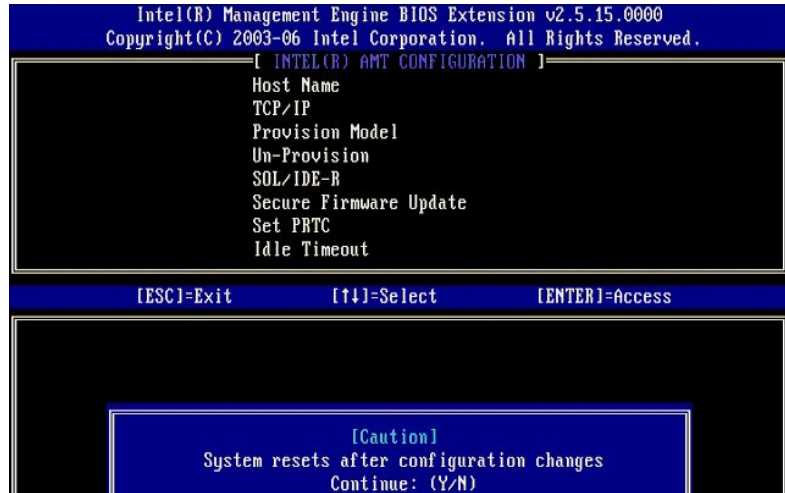 Intel(R) Management Engine BIOS Extension v2.5.15.0000
Copyright(C) 2003-06 Intel Corporation. All Rights Reserved.
[ INTEL(R) AMT CONFIGURATION ]
Host Name
TCP/IP
Provision Model
Un-Provision
SOL/IDE-R
Secure Firmware Update
Set PRTC
Idle Timeout
[ESC]=Exit [↑↓]=Select [ENTER]=Access
[Caution]
System resets after configuration changes
Continue: (Y/N)